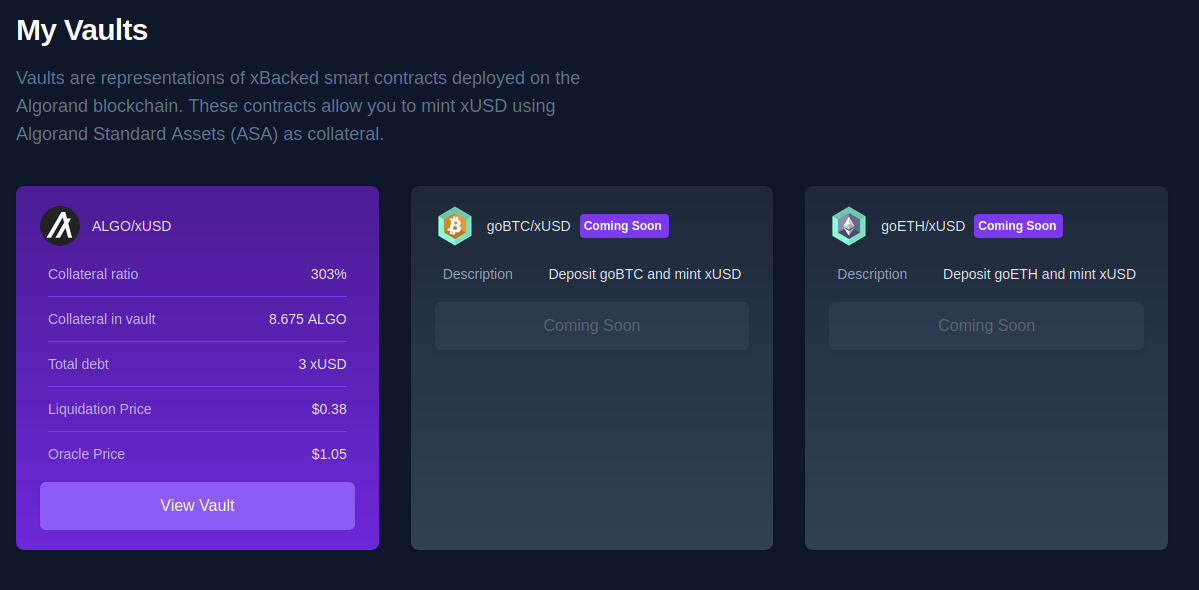 My Vaults
Vaults are representations of xBacked smart contracts deployed on the
Algorand blockchain. These contracts allow you to mint xUSD using
Algorand Standard Assets (ASA) as collateral.
ALGO/xUSD
Collateral ratio 303%
Collateral in vault 8.675 ALGO
Total debt 3 xUSD
Liquidation Price $0.38
Oracle Price $1.05
View Vault
goBTC/xUSD Coming Soon
Description Deposit goBTC and mint xUSD
Coming Soon
goETH/xUSD Coming Soon
Description Deposit goETH and mint xUSD
Coming Soon